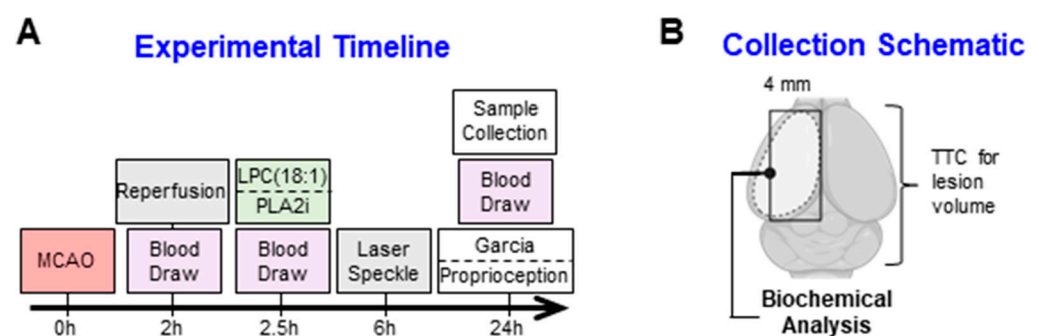 A
Experimental Timeline
Sample
Collection
Reperfusion
LPC(18:1)
PLA2i
Blood
Draw
MCAO
Blood
Draw
Blood
Draw
Laser
Speckle
Garcia
Proprioception
0h
2h
2.5h
6h
24h
B
Collection Schematic
4 mm
TTC for
lesion
volume
Biochemical
Analysis